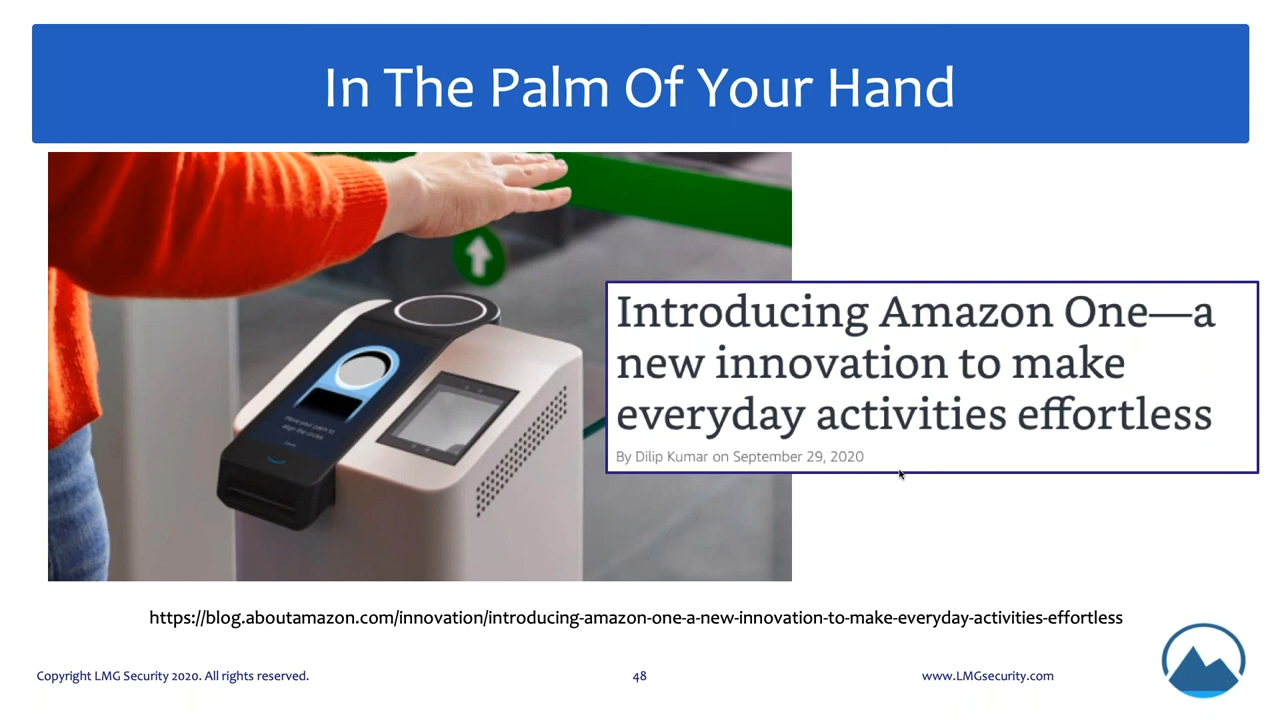 In The Palm Of Your Hand
Introducing Amazon One—a
new innovation to make
everyday activities effortless
By Dilip Kumar on September 29, 2020
https://blog.aboutamazon.com/innovation/introducing-amazon-one-a-new-innovation-to-make-everyday-activities-effortless
Copyright LMG Security 2020. All rights reserved.
48
www.LMGsecurity.com